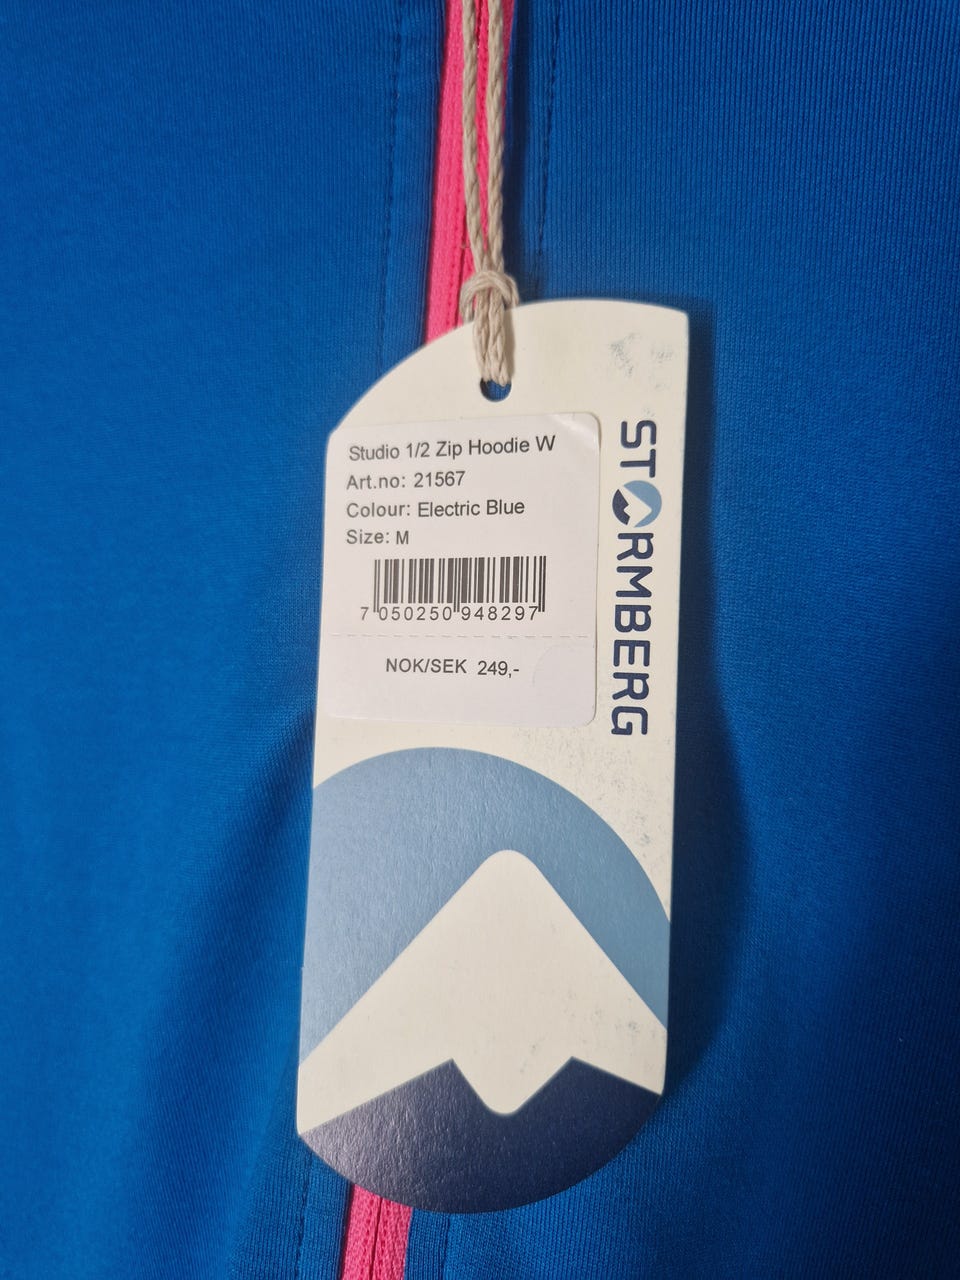 Studio 1/2 Zip Hoodie W
Art.no: 21567
Colour: Electric Blue
Size: M
7 050250 948297
NOK/SEK 249,-
STORMBERG